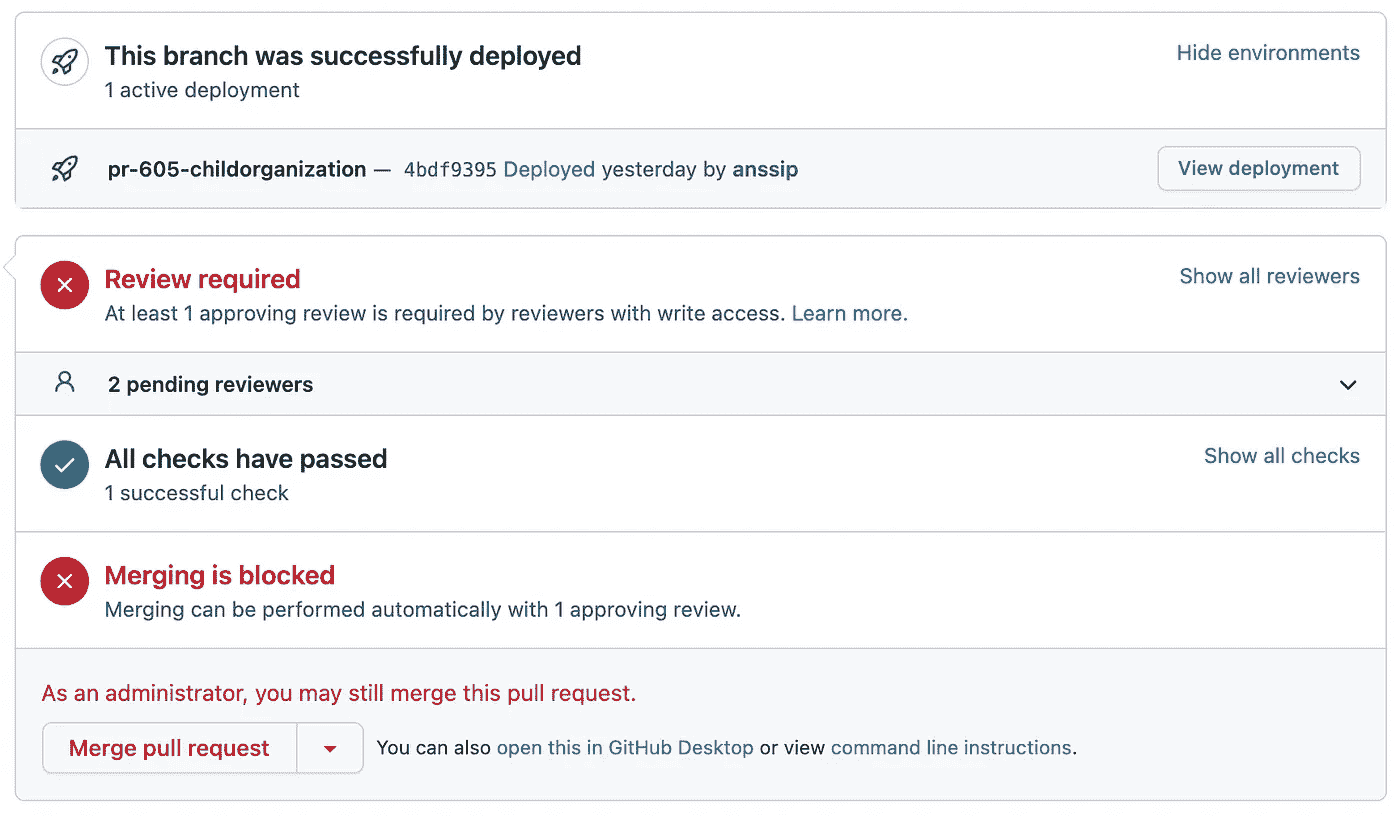 This branch was successfully deployed
Hide environments
1 active deployment
pr-605-childorganization — 4bdf9395 Deployed yesterday by anssip
View deployment
Review required
Show all reviewers
At least 1 approving review is required by reviewers with write access. Learn more.
2 pending reviewers
All checks have passed
Show all checks
1 successful check
Merging is blocked
Merging can be performed automatically with 1 approving review.
As an administrator, you may still merge this pull request.
Merge pull request
You can also open this in GitHub Desktop or view command line instructions.